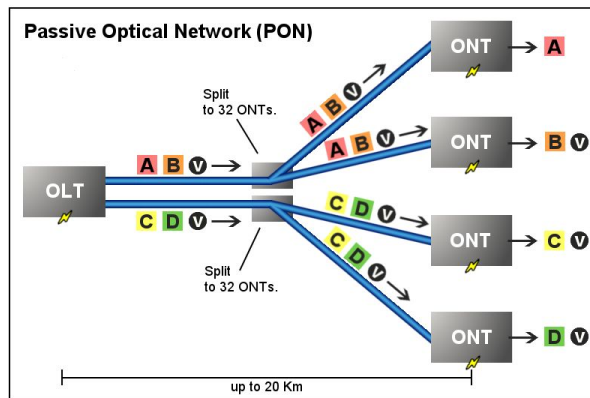 Passive Optical Network (PON)
Split
to 32 ONTs.
A B V
OLT
C D V
Split
to 32 ONTs.
A B V
A B V
C D V
C D V
ONT
A
ONT
B V
ONT
C V
ONT
D V
up to 20 Km